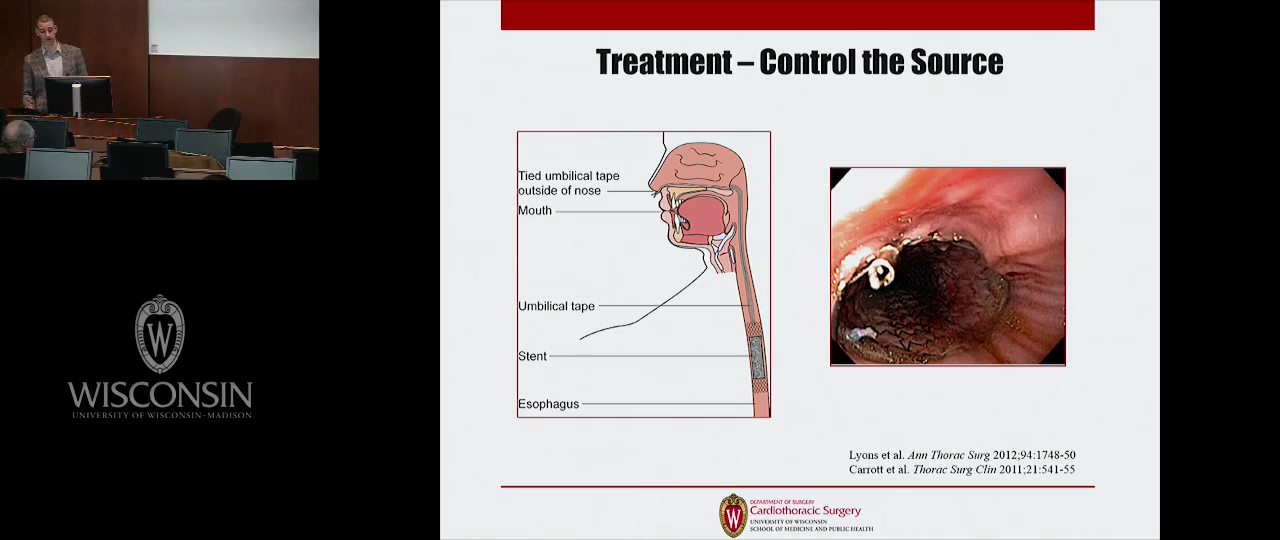 Treatment – Control the Source
Tied umbilical tape
outside of nose
Mouth
Umbilical tape
Stent
Esophagus
Lyons et al. Ann Thorac Surg 2012;94:1748-50
Carrott et al. Thorac Surg Clin 2011;21:541-55
W
WISCONSIN
UNIVERSITY OF WISCONSIN–MADISON
W
DEPARTMENT OF SURGERY
Cardiothoracic Surgery
UNIVERSITY OF WISCONSIN
SCHOOL OF MEDICINE AND PUBLIC HEALTH